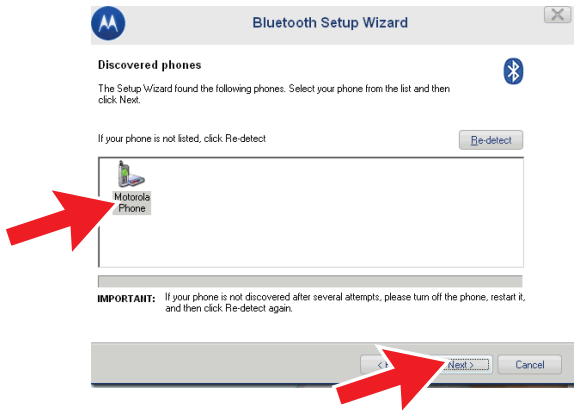 Bluetooth Setup Wizard
Discovered phones
The Setup Wizard found the following phones. Select your phone from the list and then
click Next.
If your phone is not listed, click Re-detect
Re-detect
Motorola
Phone
IMPORTANT: If your phone is not discovered after several attempts, please turn off the phone, restart it,
and then click Re-detect again.
< Next > Cancel